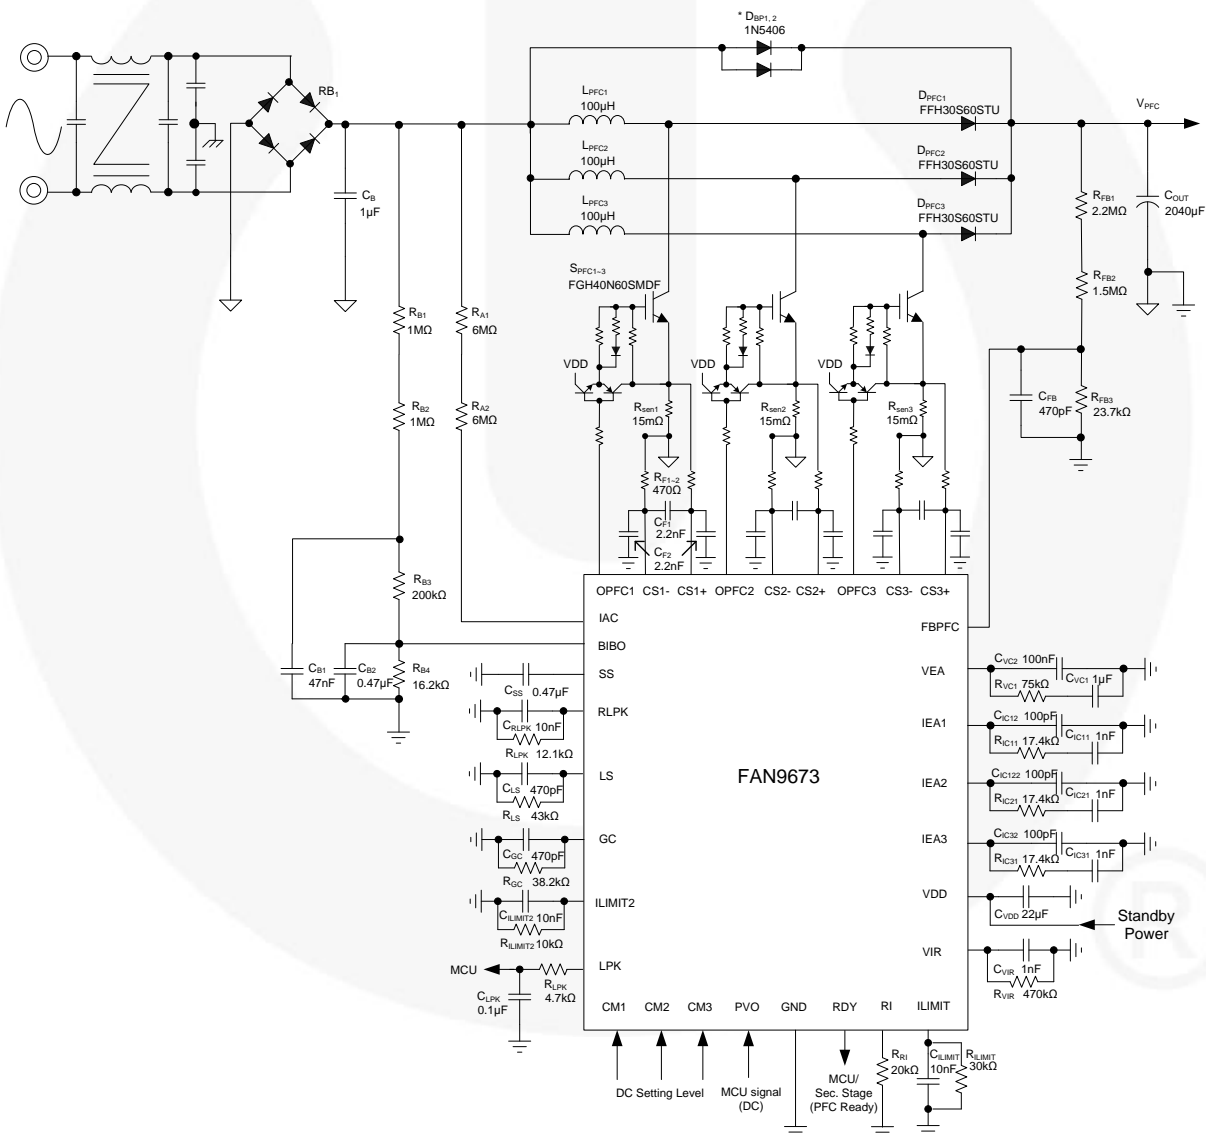 * DBP1, 2
1N5406
RB1
LPFC1
100µH
DPFC1
FFH30S60STU
VPFC
LPFC2
100µH
DPFC2
FFH30S60STU
LPFC3
100µH
DPFC3
FFH30S60STU
CB
1µF
RFB1
2.2MΩ
COUT
2040µF
SPFC1~3
FGH40N60SMDF
RFB2
1.5MΩ
RB1
1MΩ
RA1
6MΩ
VDD
VDD
VDD
RB2
1MΩ
RA2
6MΩ
Rsen1
15mΩ
Rsen2
15mΩ
Rsen3
15mΩ
CFB
470pF
RFB3
23.7kΩ
RF1~2
470Ω
CF1
2.2nF
CF2
2.2nF
RB3
200kΩ
OPFC1 CS1- CS1+ OPFC2 CS2- CS2+ OPFC3 CS3- CS3+
IAC
FBPFC
BIBO
CB1
47nF
CB2
0.47µF
RB4
16.2kΩ
SS
CSS 0.47µF
VEA
CVC2 100nF
RVC1 75kΩ
CVC1 1µF
RLPK
CRLPK 10nF
RLPK 12.1kΩ
IEA1
CIC12 100pF
RIC11 17.4kΩ
CIC11 1nF
LS
CLS 470pF
RLS 43kΩ
FAN9673
IEA2
CIC122 100pF
RIC21 17.4kΩ
CIC21 1nF
GC
CGC 470pF
RGC 38.2kΩ
IEA3
CIC32 100pF
RIC31 17.4kΩ
CIC31 1nF
ILIMIT2
CILIMIT2 10nF
RILIMIT2 10kΩ
VDD
CVDD 22µF
Standby
Power
VIR
CVIR 1nF
RVIR 470kΩ
MCU
LPK
RLPK
4.7kΩ
CLPK
0.1µF
CM1 CM2 CM3 PVO GND RDY RI ILIMIT
DC Setting Level
MCU signal
(DC)
MCU/
Sec. Stage
(PFC Ready)
RRI
20kΩ
CILIMIT
10nF
RILIMIT
30kΩ
®